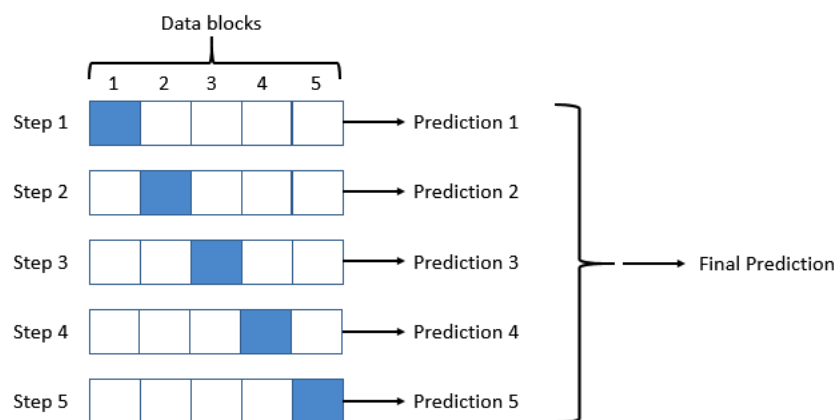 Data blocks
1 2 3 4 5
Step 1 Prediction 1
Step 2 Prediction 2
Step 3 Prediction 3
Final Prediction
Step 4 Prediction 4
Step 5 Prediction 5